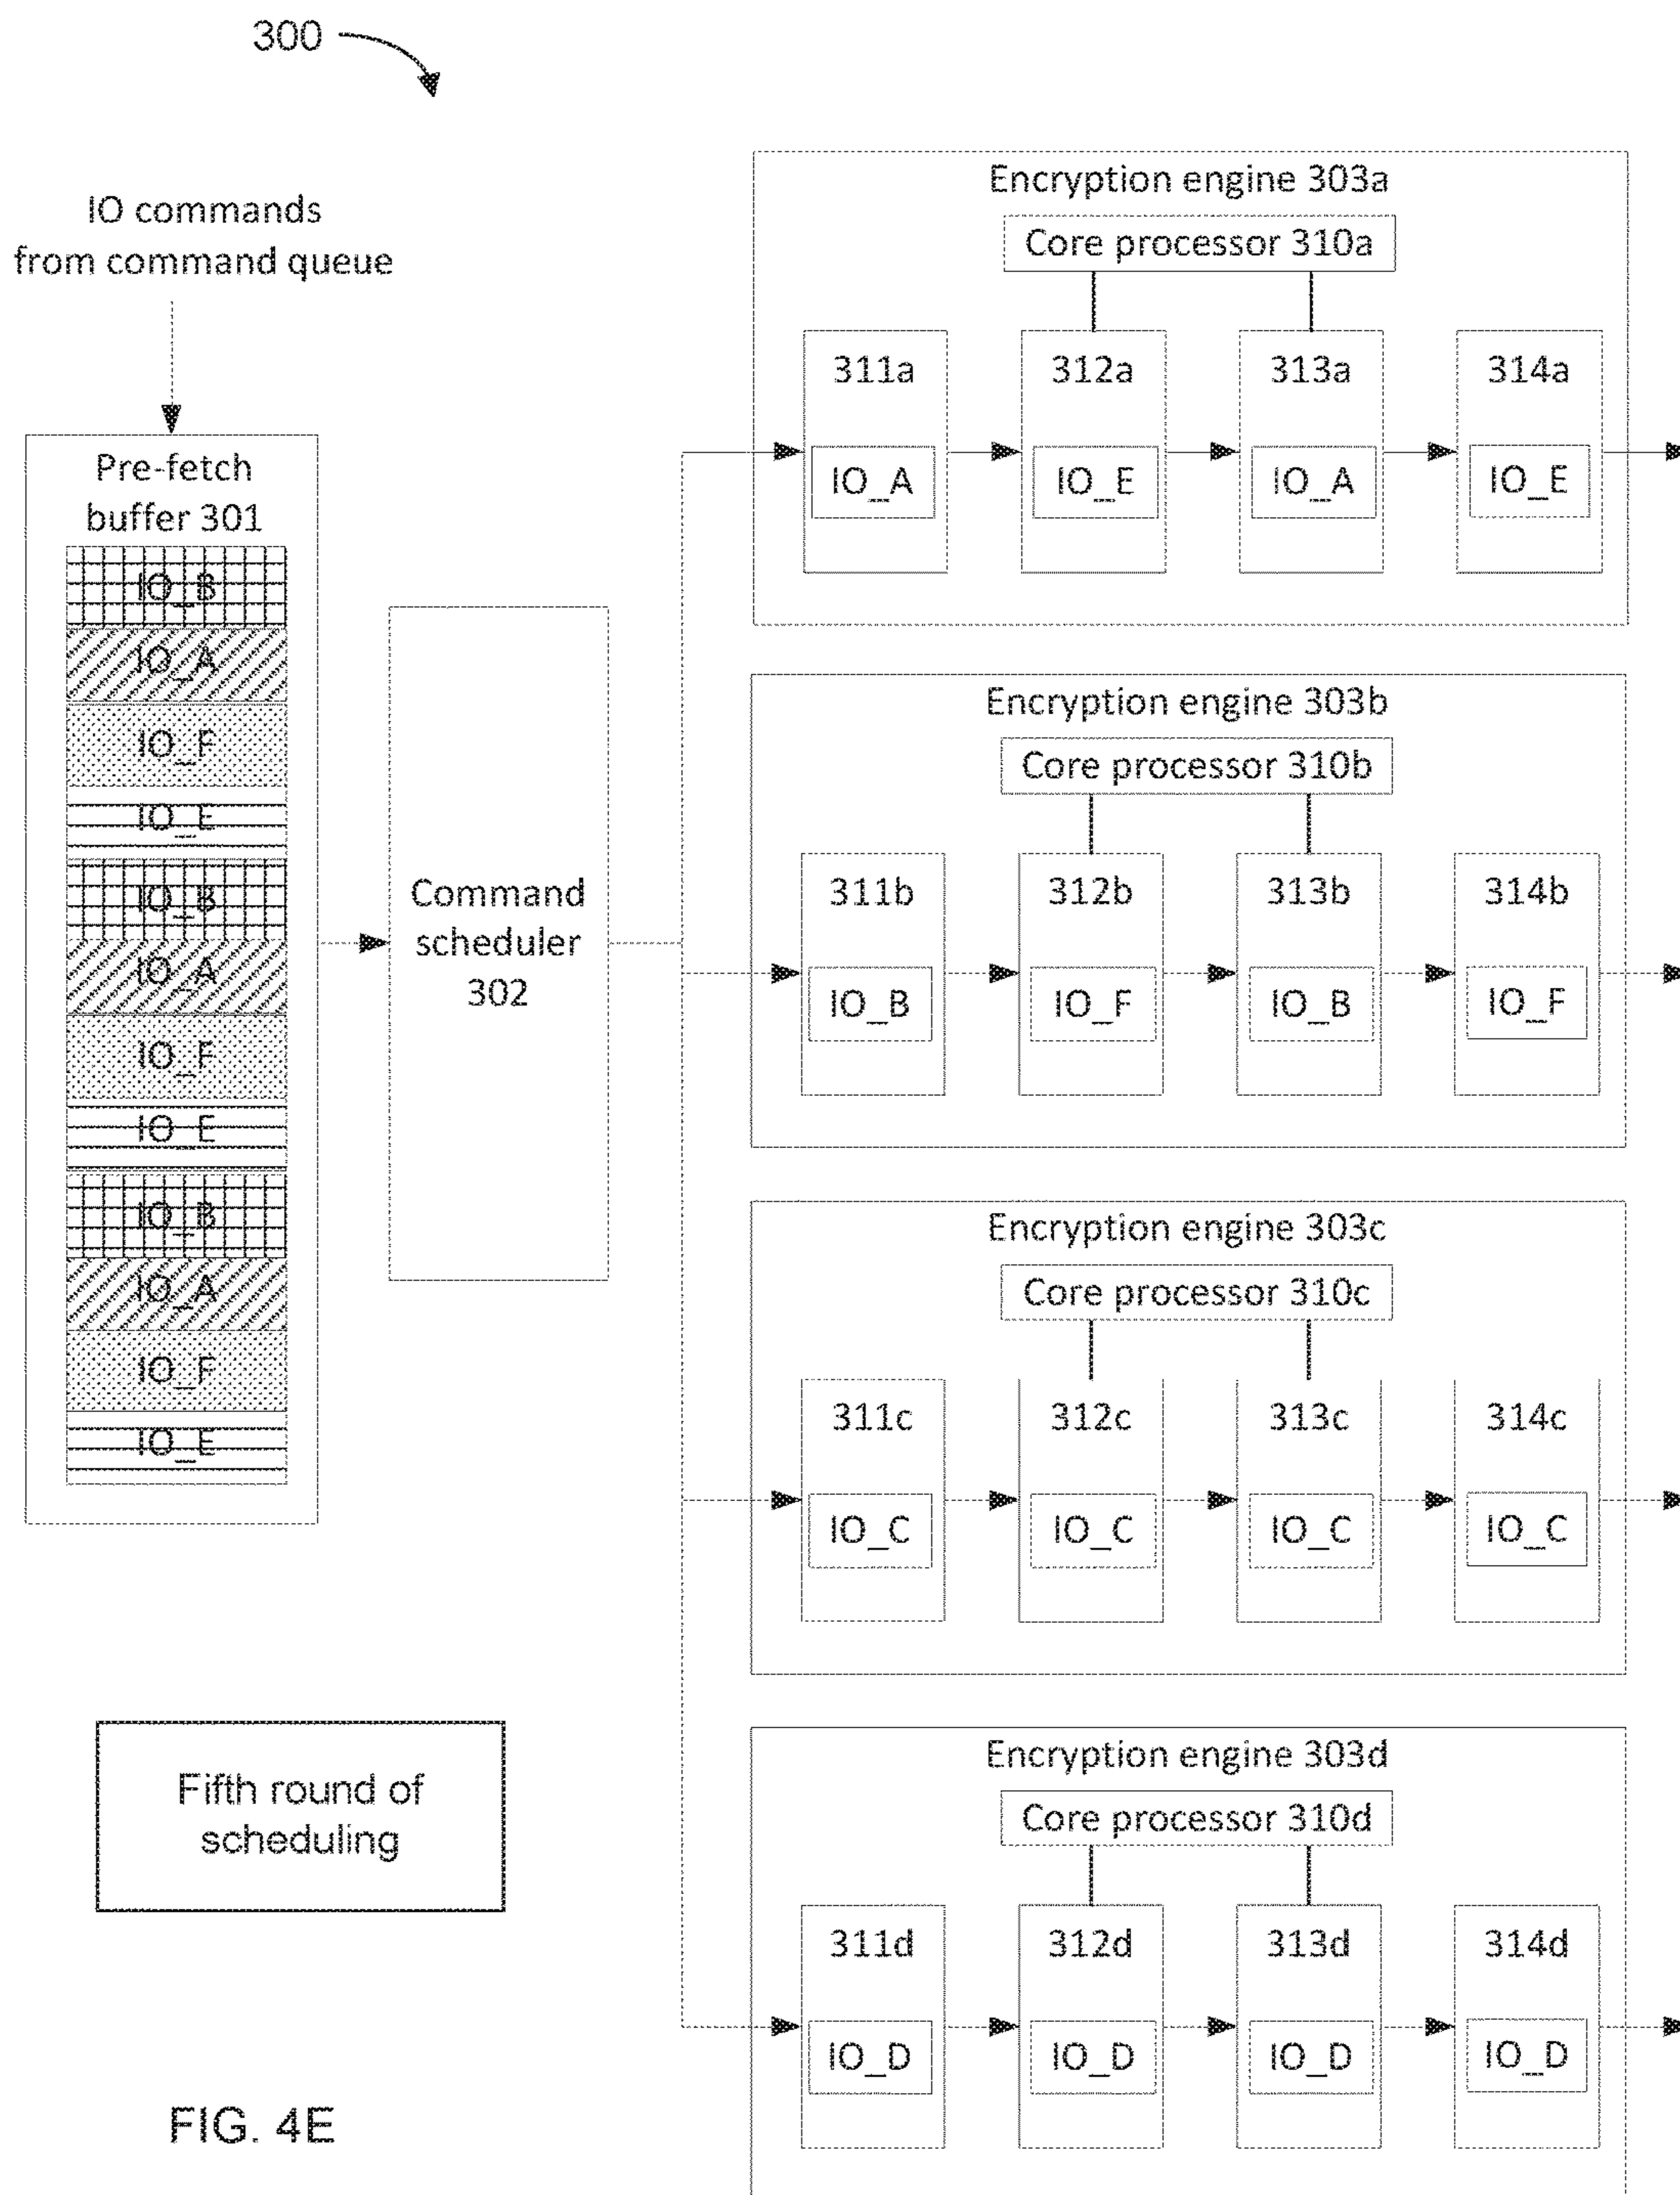 300
IO commands
from command queue
Pre-fetch
buffer 301
IO_B
IO_A
IO_F
IO_E
IO_B
IO_A
IO_F
IO_E
IO_B
IO_A
IO_F
IO_E
Command
scheduler
302
Encryption engine 303a
Core processor 310a
311a 312a 313a 314a
IO_A IO_E IO_A IO_E
Encryption engine 303b
Core processor 310b
311b 312b 313b 314b
IO_B IO_F IO_B IO_F
Encryption engine 303c
Core processor 310c
311c 312c 313c 314c
IO_C IO_C IO_C IO_C
Encryption engine 303d
Core processor 310d
311d 312d 313d 314d
IO_D IO_D IO_D IO_D
Fifth round of
scheduling
FIG. 4E